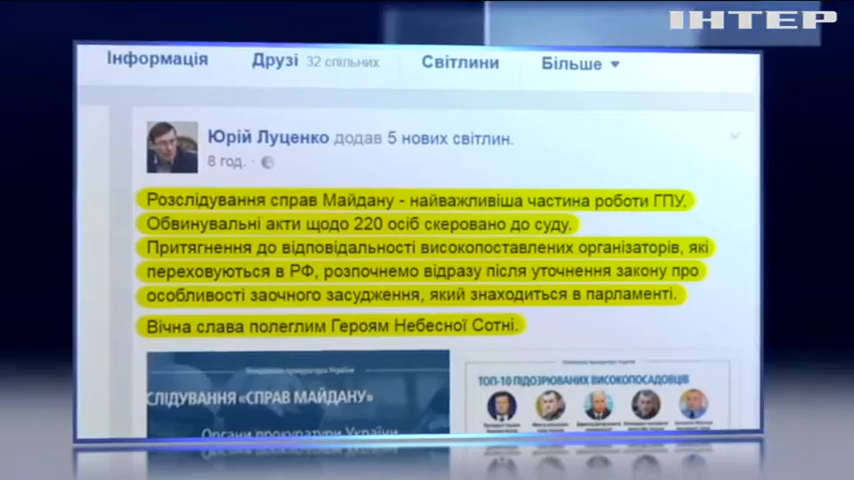 ІНТЕР
Інформація Друзі 32 спільних Світлини Більше
Юрій Луценко додав 5 нових світлин.
8 год.
Розслідування справ Майдану - найважливіша частина роботи ГПУ.
Обвинувальні акти щодо 220 осіб скеровано до суду.
Притягнення до відповідальності високопоставлених організаторів, які
переховуються в РФ, розпочнемо відразу після уточнення закону про
особливості заочного засудження, який знаходиться в парламенті.
Вічна слава полеглим Героям Небесної Сотні.
Генеральна прокуратура України
СЛІДУВАННЯ «СПРАВ МАЙДАНУ»
Органи прокуратури України
ТОП-10 ПІДОЗРЮВАНИХ ВИСОКОПОСАДОВЦІВ